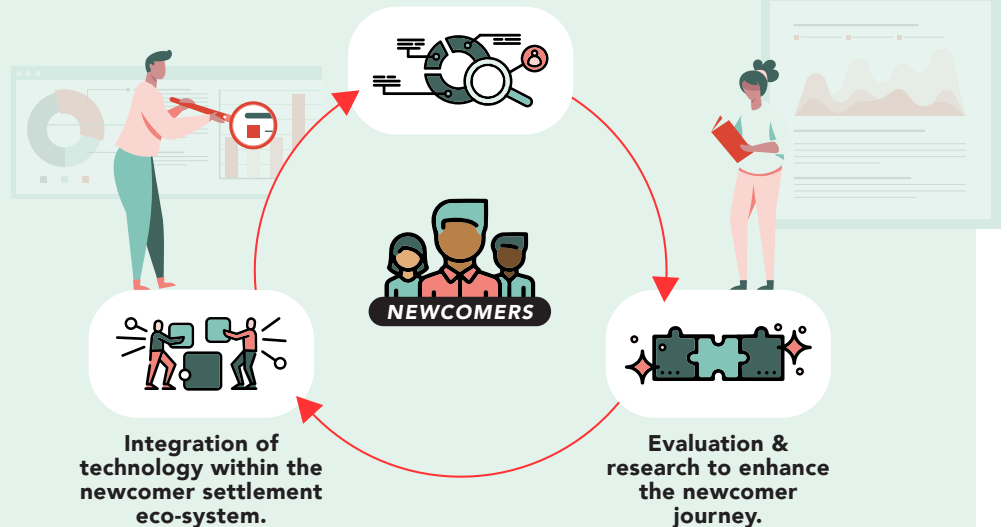 NEWCOMERS
Integration of
technology within the
newcomer settlement
eco-system.
Evaluation &
research to enhance
the newcomer
journey.